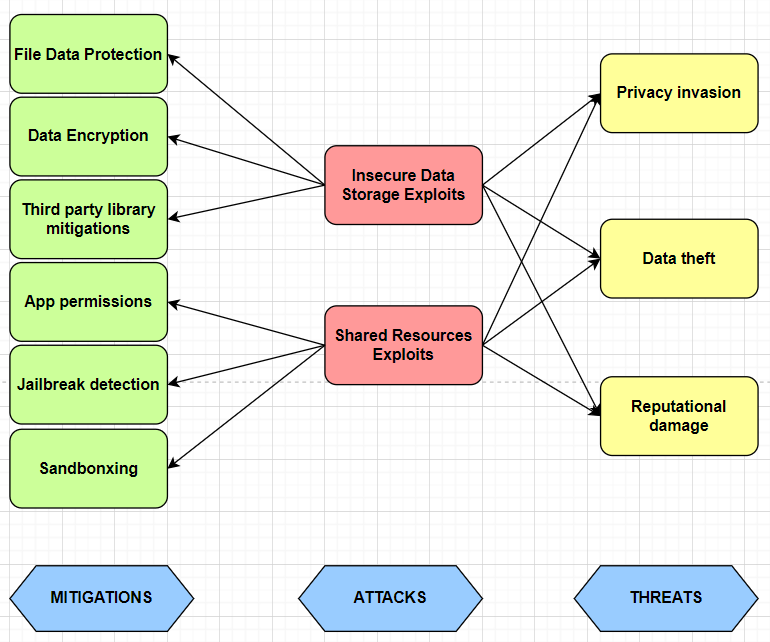 File Data Protection
Data Encryption
Third party library
mitigations
App permissions
Jailbreak detection
Sandbonxing
Insecure Data
Storage Exploits
Shared Resources
Exploits
Privacy invasion
Data theft
Reputational
damage
MITIGATIONS
ATTACKS
THREATS